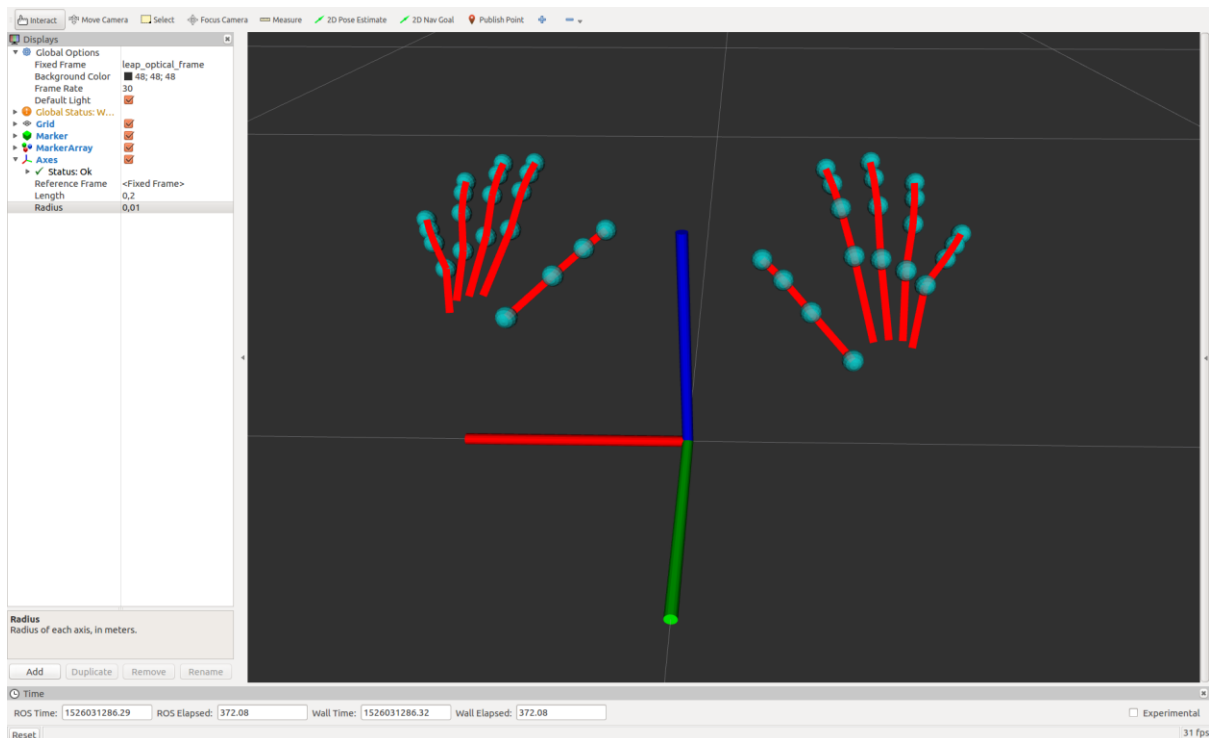 Interact Move Camera Select Focus Camera Measure 2D Pose Estimate 2D Nav Goal Publish Point
Displays
Global Options
Fixed Frame leap_optical_frame
Background Color 48; 48; 48
Frame Rate 30
Default Light
Global Status: W...
Grid
Marker
MarkerArray
Axes
Status: Ok
Reference Frame <Fixed Frame>
Length 0,2
Radius 0,01
Radius
Radius of each axis, in meters.
Add Duplicate Remove Rename
Time
ROS Time: 1526031286.29 ROS Elapsed: 372.08 Wall Time: 1526031286.32 Wall Elapsed: 372.08 Experimental
Reset 31 fps